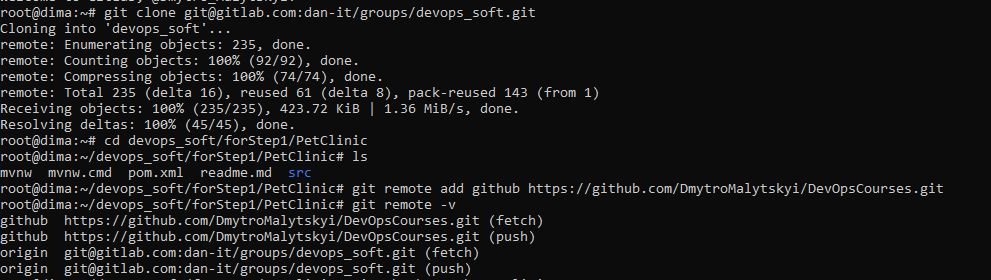 root@dima:~# git clone git@gitlab.com:dan-it/groups/devops_soft.git
Cloning into 'devops_soft'...
remote: Enumerating objects: 235, done.
remote: Counting objects: 100% (92/92), done.
remote: Compressing objects: 100% (74/74), done.
remote: Total 235 (delta 16), reused 61 (delta 8), pack-reused 143 (from 1)
Receiving objects: 100% (235/235), 423.72 KiB | 1.36 MiB/s, done.
Resolving deltas: 100% (45/45), done.
root@dima:~# cd devops_soft/forStep1/PetClinic
root@dima:~/devops_soft/forStep1/PetClinic# ls
mvnw  mvnw.cmd  pom.xml  readme.md  src
root@dima:~/devops_soft/forStep1/PetClinic# git remote add github https://github.com/DmytroMalytskyi/DevOpsCourses.git
root@dima:~/devops_soft/forStep1/PetClinic# git remote -v
github  https://github.com/DmytroMalytskyi/DevOpsCourses.git (fetch)
github  https://github.com/DmytroMalytskyi/DevOpsCourses.git (push)
origin  git@gitlab.com:dan-it/groups/devops_soft.git (fetch)
origin  git@gitlab.com:dan-it/groups/devops_soft.git (push)